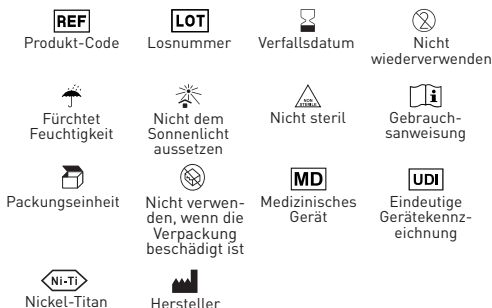 REF LOT
Produkt-Code Losnummer Verfallsdatum Nicht
wiederverwenden
2
NON
STERILE
i
Fürchtet
Feuchtigkeit
Nicht dem
Sonnenlicht
aussetzen
Nicht steril
Gebrauch-
sanweisung
MD UDI
Packungseinheit
Nicht verwen-
den, wenn die
Verpackung
beschädigt ist
Medizinisches
Gerät
Eindeutige
Gerätekennz-
eichnung
Ni-Ti
Nickel-Titan Hersteller